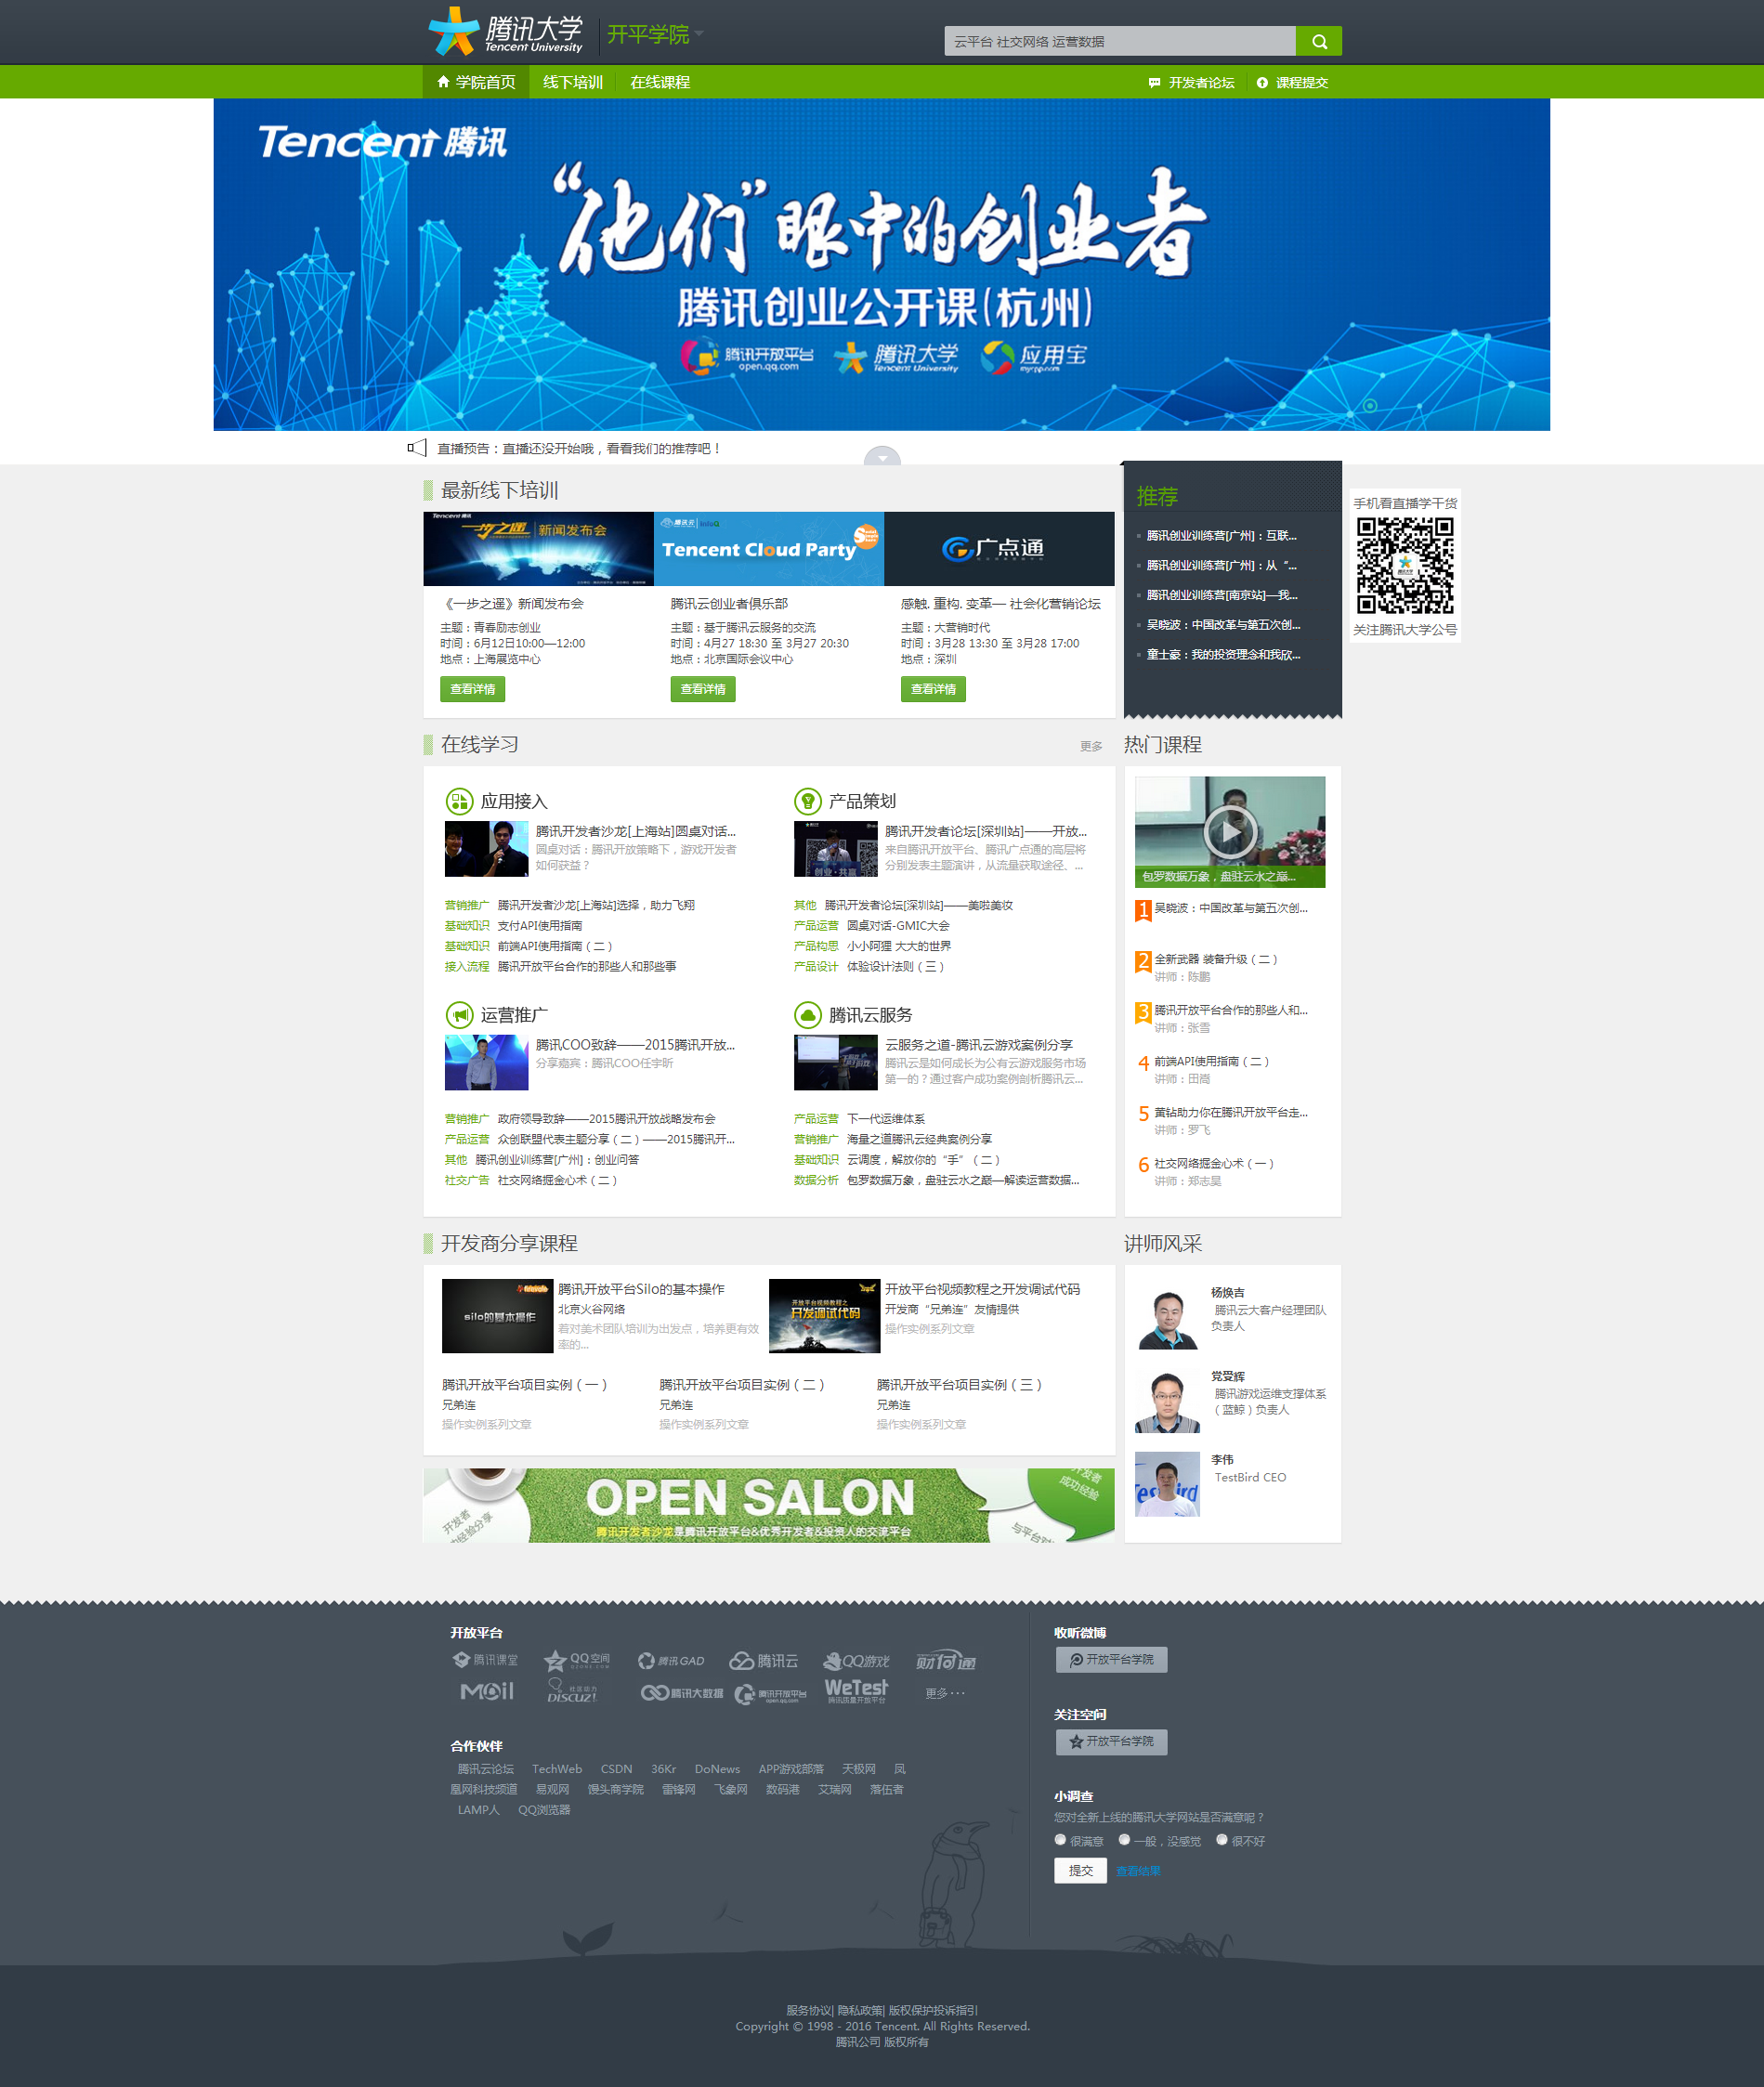 腾讯大学
Tencent University
开平学院
云平台 社交网络 运营数据
学院首页 线下培训 在线课程
开发者论坛 课程提交
Tencent 腾讯
“他们”眼中的创业者
腾讯创业公开课(杭州)
腾讯开放平台 open.qq.com 腾讯大学 Tencent University 应用宝 myapp.com
直播预告：直播还没开始哦，看看我们的推荐吧！
最新线下培训
Tencent 腾讯
一步之遥 新闻发布会
腾讯云 InfoQ
Tencent Cloud Party
广点通
《一步之遥》新闻发布会
主题：青春励志创业
时间：6月12日10:00—12:00
地点：上海展览中心
查看详情
腾讯云创业者俱乐部
主题：基于腾讯云服务的交流
时间：4月27 18:30 至 3月27 20:30
地点：北京国际会议中心
查看详情
感触. 重构. 变革— 社会化营销论坛
主题：大营销时代
时间：3月28 13:30 至 3月28 17:00
地点：深圳
查看详情
推荐
腾讯创业训练营[广州]：互联...
腾讯创业训练营[广州]：从“...
腾讯创业训练营[南京站]—我...
吴晓波：中国改革与第五次创...
童士豪：我的投资理念和我欣...
手机看直播学干货
腾讯大学
关注腾讯大学公号
在线学习
更多
应用接入
腾讯开发者沙龙[上海站]圆桌对话...
圆桌对话：腾讯开放策略下，游戏开发者
如何获益？
营销推广 腾讯开发者沙龙[上海站]选择，助力飞翔
基础知识 支付API使用指南
基础知识 前端API使用指南（二）
接入流程 腾讯开放平台合作的那些人和那些事
产品策划
创业·共赢
腾讯开发者论坛[深圳站]——开放...
来自腾讯开放平台、腾讯广点通的高层将
分别发表主题演讲，从流量获取途径、...
其他 腾讯开发者论坛[深圳站]——美啦美妆
产品运营 圆桌对话-GMIC大会
产品构思 小小阿狸 大大的世界
产品设计 体验设计法则（三）
运营推广
腾讯COO致辞——2015腾讯开放...
分享嘉宾：腾讯COO任宇昕
营销推广 政府领导致辞——2015腾讯开放战略发布会
产品运营 众创联盟代表主题分享（二）——2015腾讯开...
其他 腾讯创业训练营[广州]：创业问答
社交广告 社交网络掘金心术（二）
腾讯云服务
云服务之道-腾讯云游戏案例分享
腾讯云是如何成长为公有云游戏服务市场
第一的？通过客户成功案例剖析腾讯云...
产品运营 下一代运维体系
营销推广 海量之道腾讯云经典案例分享
基础知识 云调度，解放你的“手”（二）
数据分析 包罗数据万象，盘驻云水之巅—解读运营数据...
热门课程
包罗数据万象，盘驻云水之巅...
1 吴晓波：中国改革与第五次创...
2 全新武器 装备升级（二）
讲师：陈鹏
3 腾讯开放平台合作的那些人和...
讲师：张雪
4 前端API使用指南（二）
讲师：田嵩
5 黄钻助力你在腾讯开放平台走...
讲师：罗飞
6 社交网络掘金心术（一）
讲师：郑志昊
开发商分享课程
silo的基本操作
腾讯开放平台Silo的基本操作
北京火谷网络
若对美术团队培训为出发点，培养更有效
率的...
开放平台视频教程之
开发调试代码
开放平台视频教程之开发调试代码
开发商“兄弟连”友情提供
操作实例系列文章
腾讯开放平台项目实例（一）
兄弟连
操作实例系列文章
腾讯开放平台项目实例（二）
兄弟连
操作实例系列文章
腾讯开放平台项目实例（三）
兄弟连
操作实例系列文章
讲师风采
杨焕吉
腾讯云大客户经理团队
负责人
党受辉
腾讯游戏运维支撑体系
（蓝鲸）负责人
TestBird
李伟
TestBird CEO
开发者
功经验分享
OPEN SALON
腾讯开发者沙龙是腾讯开放平台&优秀开发者&投资人的交流平台
开发者
成功经验
与平台对
开放平台
腾讯课堂 QQ空间 QZONE.COM 腾讯GAD 腾讯云 QQ游戏 财付通
Mail 社区动力 DISCUZ! 腾讯大数据 腾讯开放平台 open.qq.com WeTest 腾讯质量开放平台 更多···
合作伙伴
腾讯云论坛 TechWeb CSDN 36Kr DoNews APP游戏部落 天极网 凤
凰网科技频道 易观网 馒头商学院 雷锋网 飞象网 数码港 艾瑞网 落伍者
LAMP人 QQ浏览器
收听微博
开放平台学院
关注空间
开放平台学院
小调查
您对全新上线的腾讯大学网站是否满意呢？
很满意 一般，没感觉 很不好
提交 查看结果
服务协议| 隐私政策| 版权保护投诉指引
Copyright © 1998 - 2016 Tencent. All Rights Reserved.
腾讯公司 版权所有